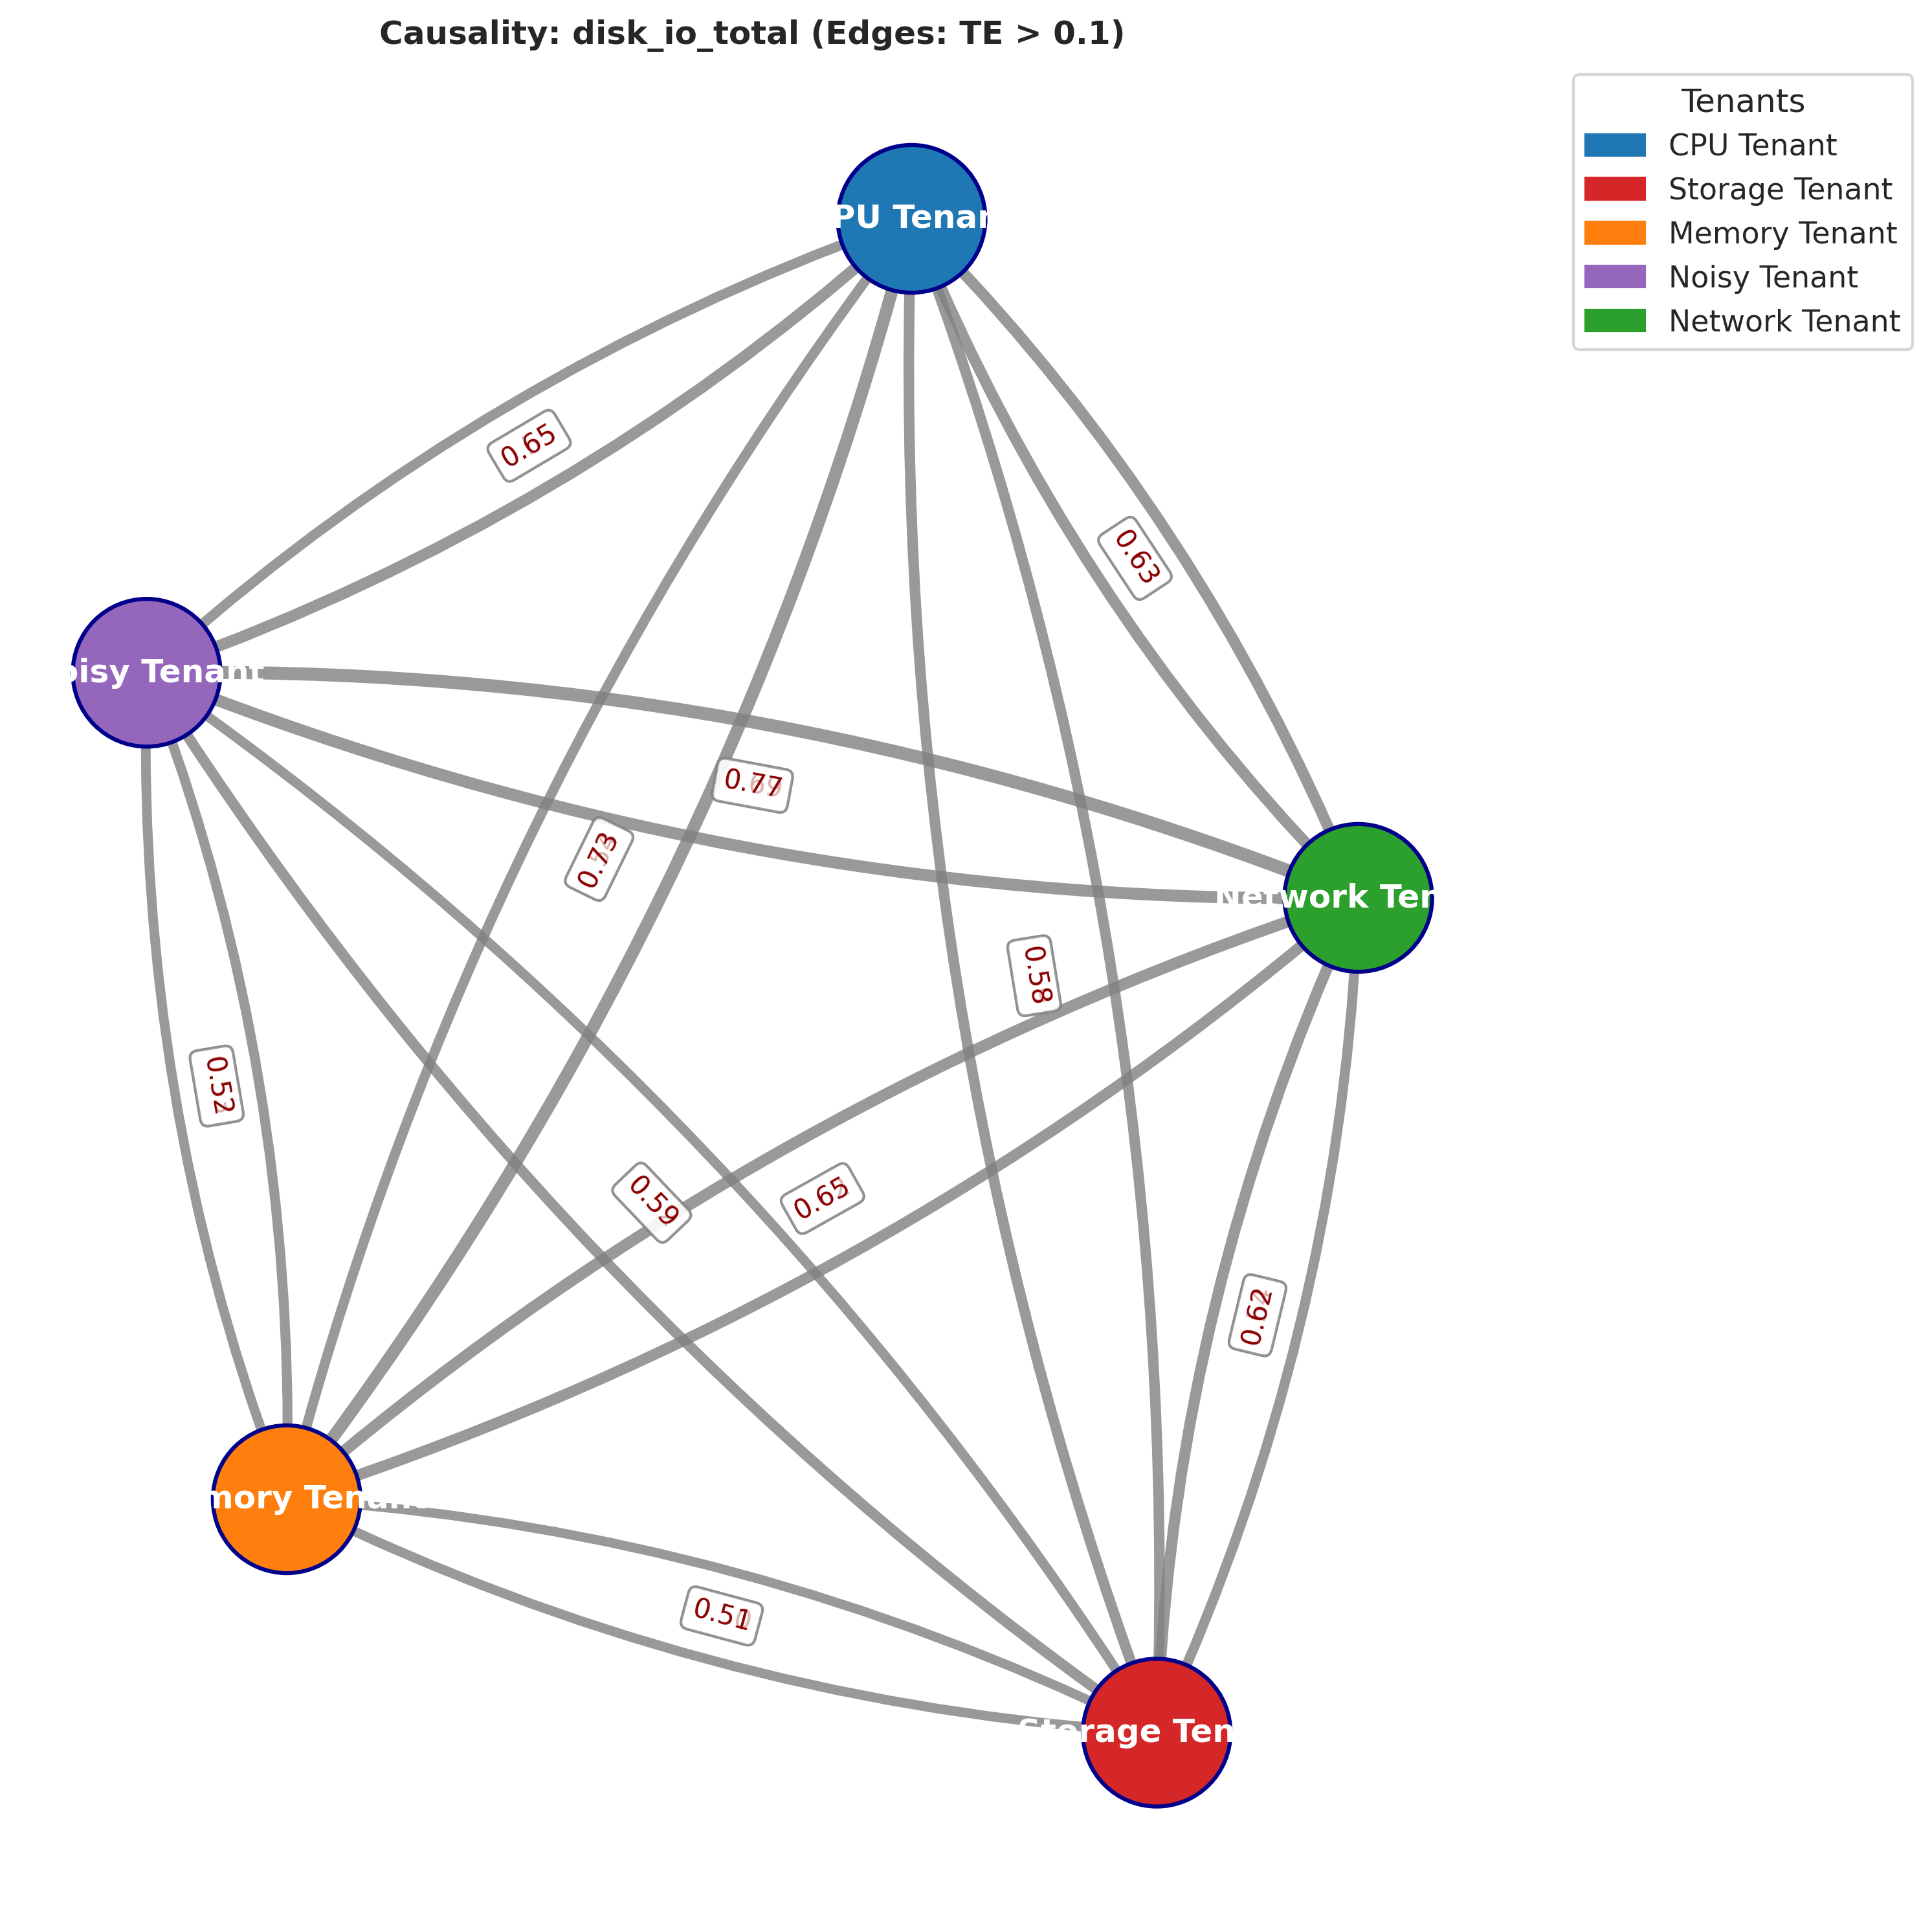 Causality: disk_io_total (Edges: TE > 0.1)
Tenants
CPU Tenant
Storage Tenant
Memory Tenant
Noisy Tenant
Network Tenant
PU Tenan
0.65
0.63
oisy Tenant
0.77
0.73
Network Ten
0.58
0.52
0.59
0.65
0.62
mory Tenant
0.51
Storage Ten